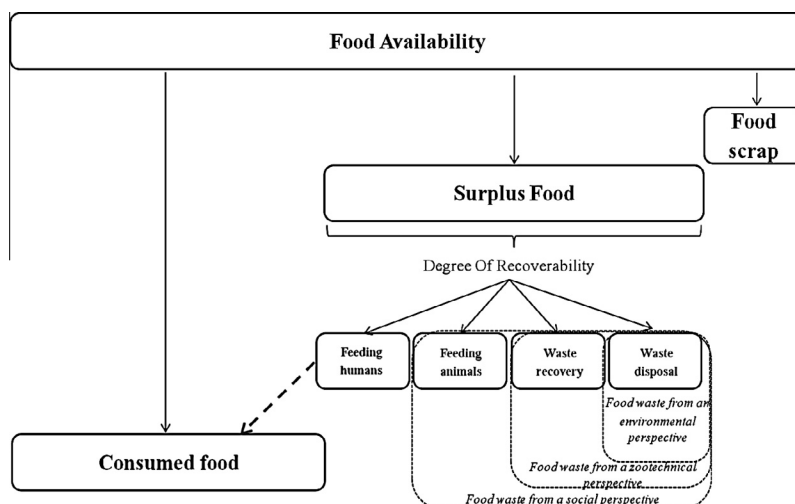 Food Availability
Food
scrap
Surplus Food
Degree Of Recoverability
Feeding
humans
Feeding
animals
Waste
recovery
Waste
disposal
Food waste from an
environmental
perspective
Food waste from a zootechnical
perspective
Consumed food
Food waste from a social perspective